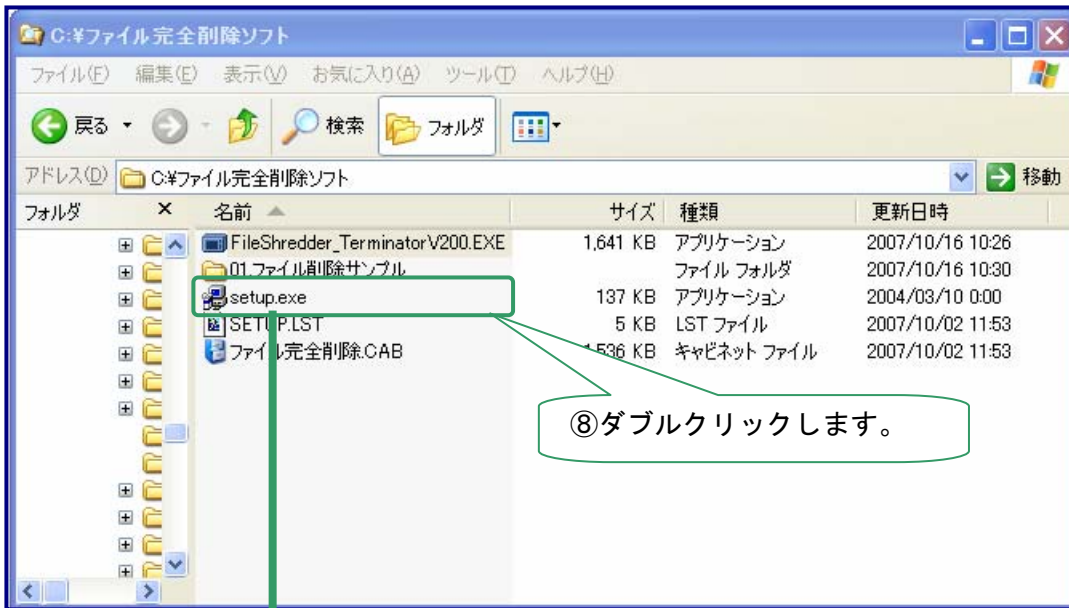 C:¥ファイル完全削除ソフト
ファイル(F) 編集(E) 表示(V) お気に入り(A) ツール(T) ヘルプ(H)
戻る 検索 フォルダ
アドレス(D) C:¥ファイル完全削除ソフト 移動
フォルダ × 名前 サイズ 種類 更新日時
FileShredder_TerminatorV200.EXE 1,641 KB アプリケーション 2007/10/16 10:26
01.ファイル削除サンプル ファイル フォルダ 2007/10/16 10:30
setup.exe 137 KB アプリケーション 2004/03/10 0:00
SETUP.LST 5 KB LST ファイル 2007/10/02 11:53
ファイル完全削除.CAB 1,536 KB キャビネット ファイル 2007/10/02 11:53
⑧ダブルクリックします。